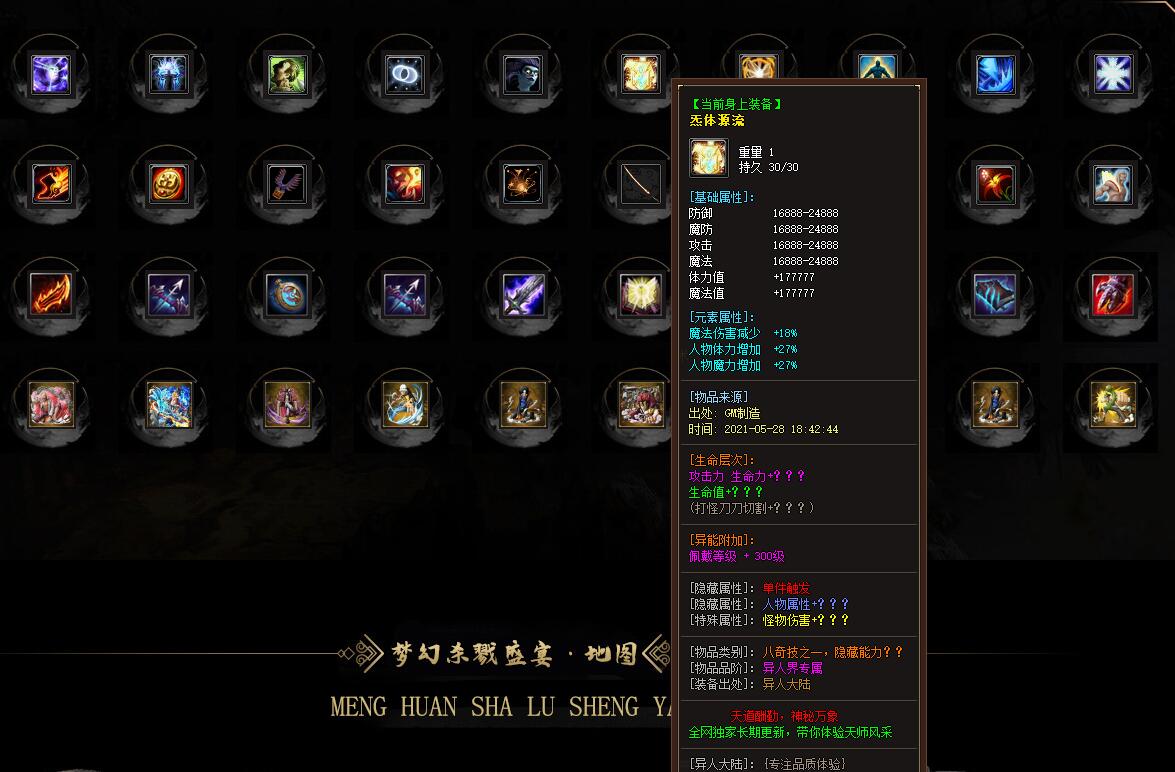 【当前身上装备】
炁体源流
重量 1
持久 30/30
[基础属性]:
防御 16888-24888
魔防 16888-24888
攻击 16888-24888
魔法 16888-24888
体力值 +177777
魔法值 +177777
[元素属性]:
魔法伤害减少 +18%
人物体力增加 +27%
人物魔力增加 +27%
[物品来源]
出处: GM制造
时间: 2021-05-28 18:42:44
[生命层次]:
攻击力 生命力+？？？
生命值+？？？
(打怪刀刀切割+？？？)
[异能附加]:
佩戴等级 + 300级
[隐藏属性]: 单件触发
[隐藏属性]: 人物属性+？？？
[特殊属性]: 怪物伤害+？？？
[物品类别]: 八奇技之一，隐藏能力？？
[物品品阶]: 异人界专属
[装备出处]: 异人大陆
天道酬勤，神秘万象
全网独家长期更新，带你体验天师风采
[异人大陆]: {专注品质体验}
梦幻杀戮盛宴·地图
MENG HUAN SHA LU SHENG YA